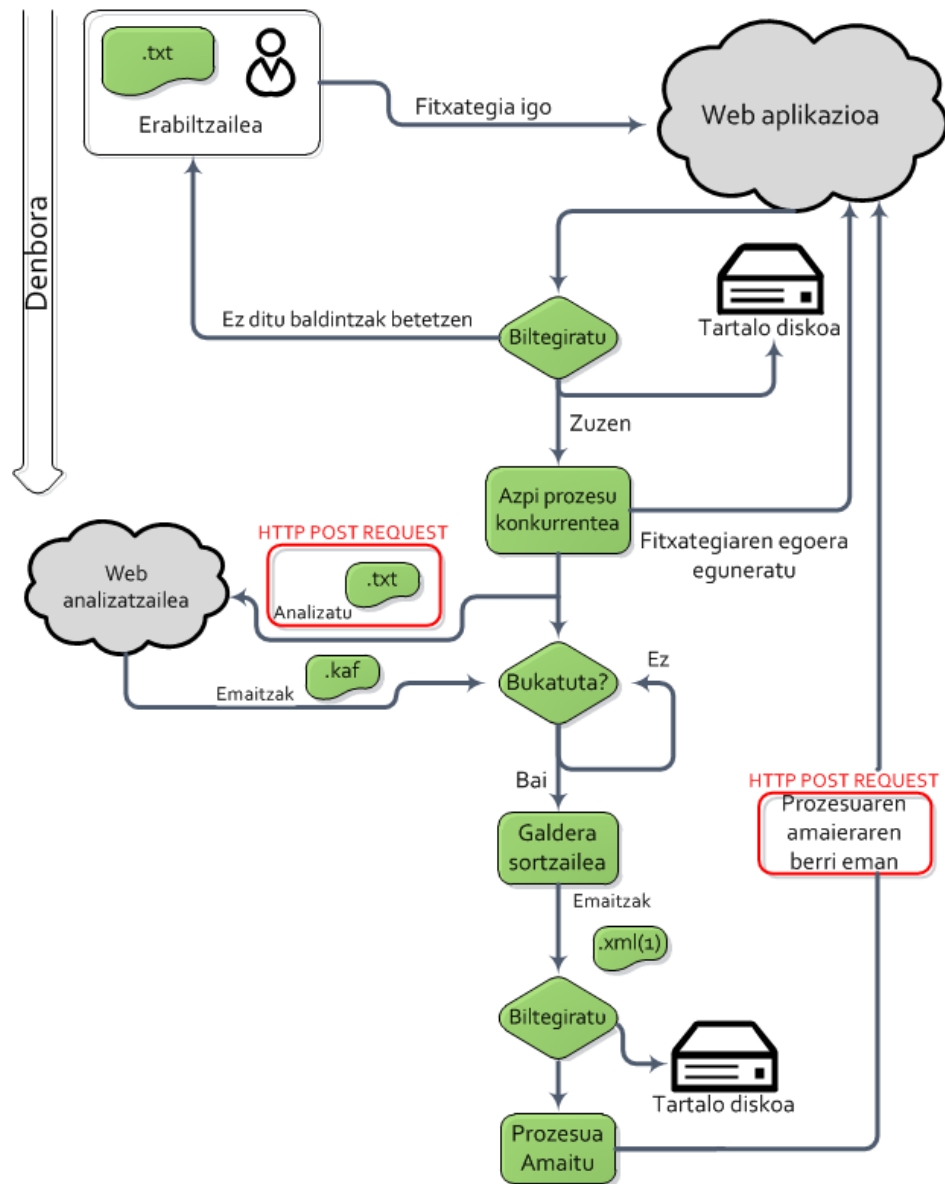 .txt
Erabiltzailea
Fitxategia igo
Web aplikazioa
Denbora
Ez ditu baldintzak betetzen
Biltegiratu
Tartalo diskoa
Zuzen
Azpi prozesu
konkurrentea
Fitxategiaren egoera
eguneratu
HTTP POST REQUEST
.txt
Analizatu
Web
analizatzailea
.kaf
Emaitzak
Bukatuta?
Ez
Bai
HTTP POST REQUEST
Prozesuaren
amaieraren
berri eman
Galdera
sortzailea
Emaitzak
.xml(1)
Biltegiratu
Tartalo diskoa
Prozesua
Amaitu